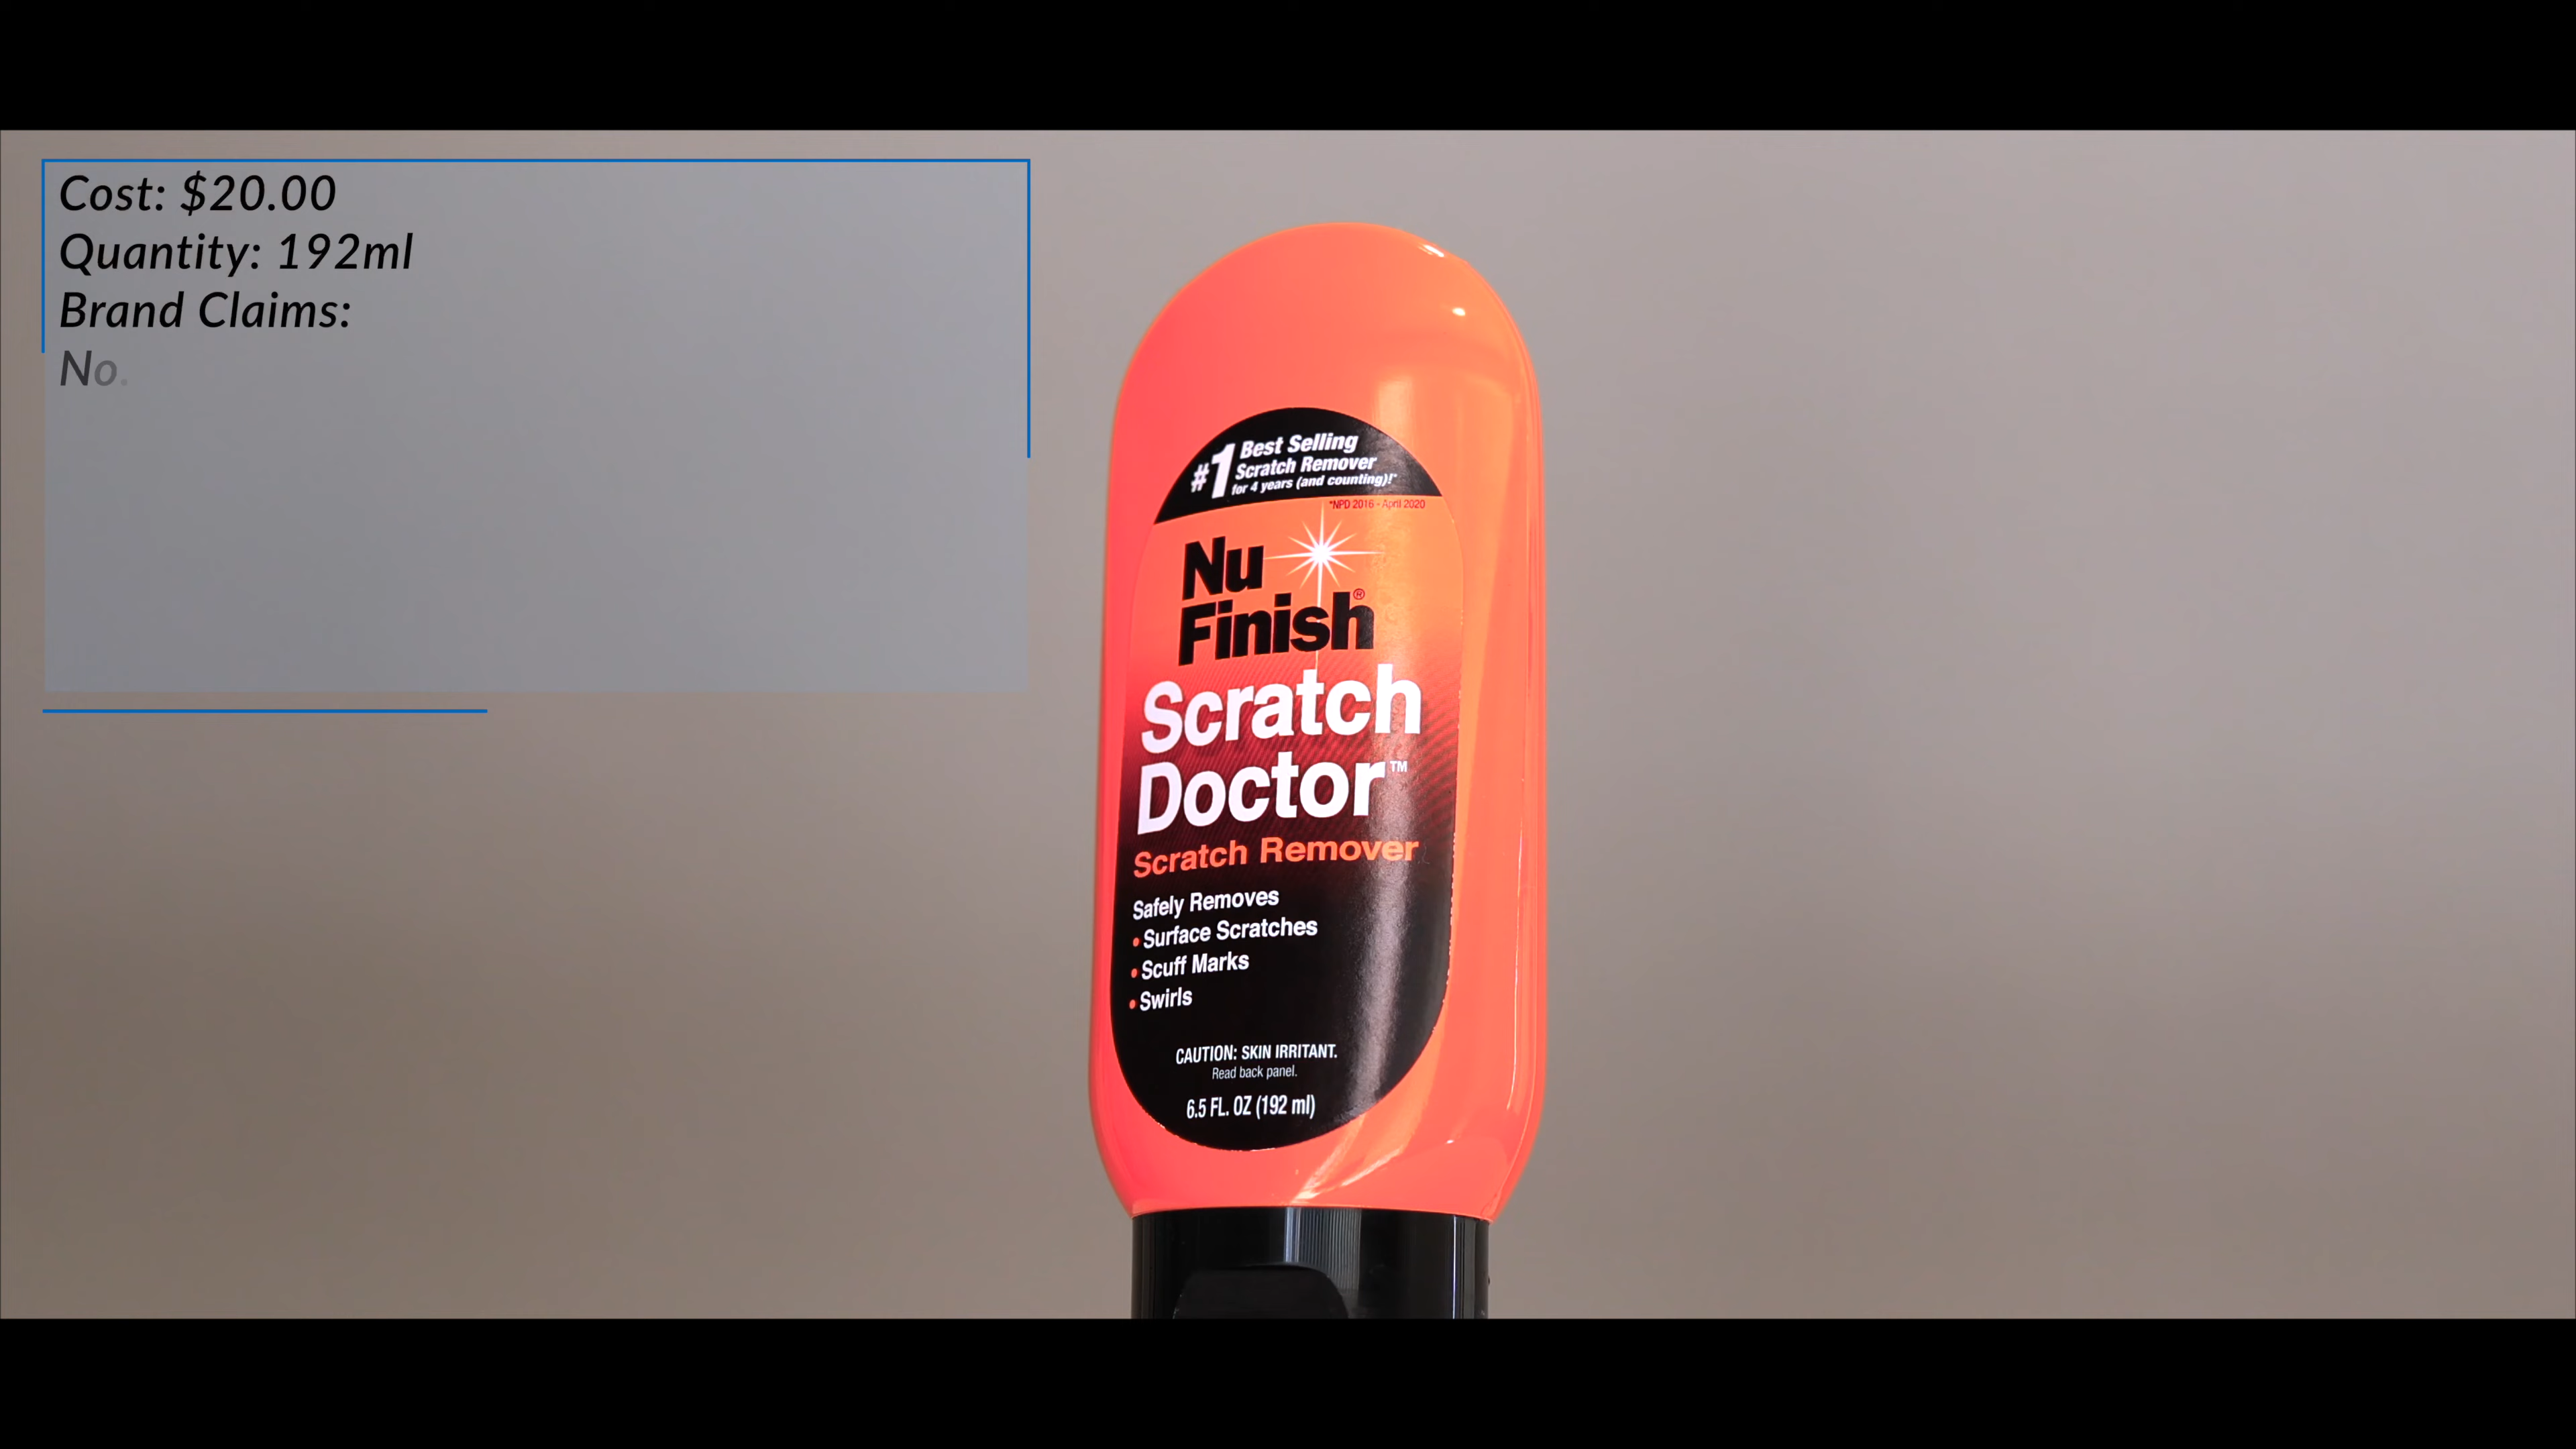 Cost: $20.00
Quantity: 192ml
Brand Claims:
No.
#1 Best Selling
Scratch Remover
for 4 years (and counting)!*
*NPD 2016 - April 2020
Nu
Finish®
Scratch
Doctor™
Scratch Remover
Safely Removes
• Surface Scratches
• Scuff Marks
• Swirls
CAUTION: SKIN IRRITANT.
Read back panel.
6.5 FL. OZ (192 ml)